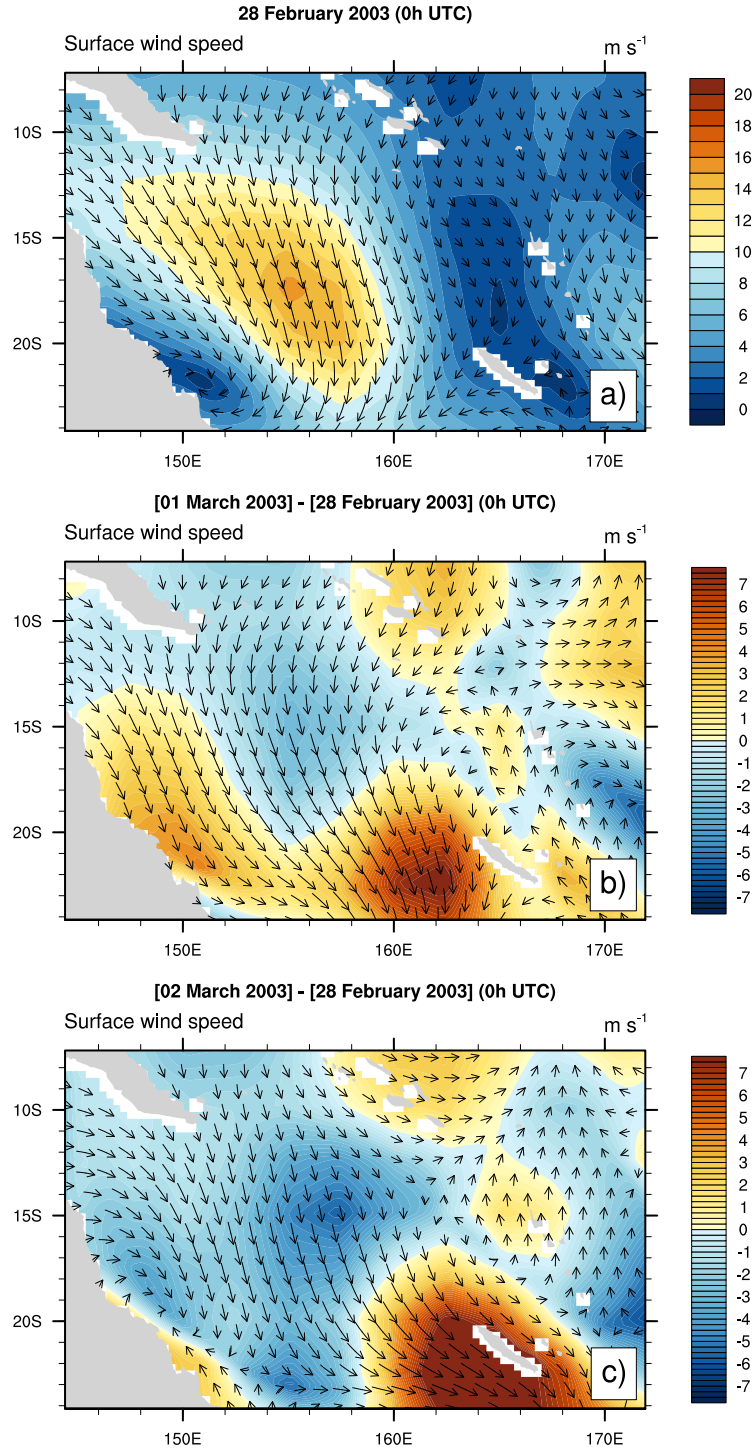 28 February 2003 (0h UTC)
Surface wind speed m s⁻¹
10S
15S
20S
150E 160E 170E
a)
20
18
16
14
12
10
8
6
4
2
0
[01 March 2003] - [28 February 2003] (0h UTC)
Surface wind speed m s⁻¹
10S
15S
20S
150E 160E 170E
b)
7
6
5
4
3
2
1
0
-1
-2
-3
-4
-5
-6
-7
[02 March 2003] - [28 February 2003] (0h UTC)
Surface wind speed m s⁻¹
10S
15S
20S
150E 160E 170E
c)
7
6
5
4
3
2
1
0
-1
-2
-3
-4
-5
-6
-7